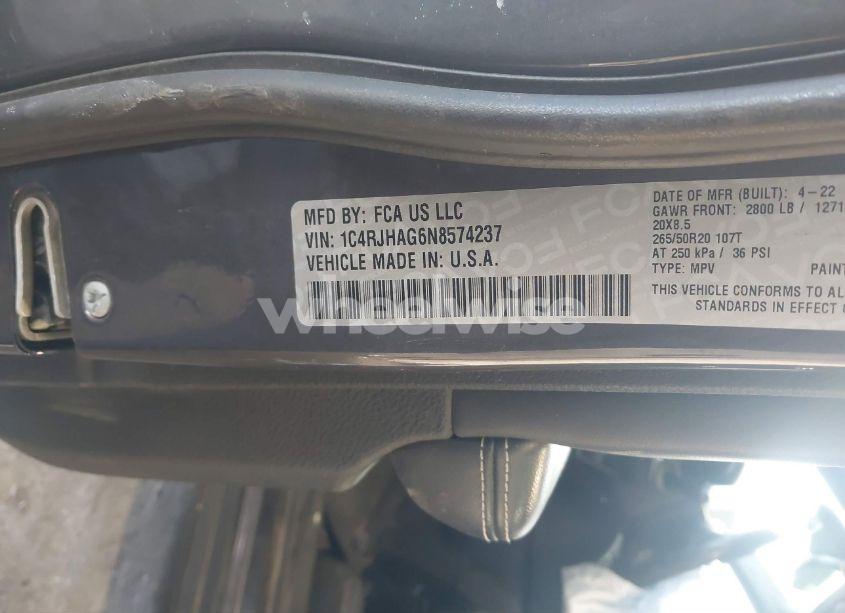 MFD BY: FCA US LLC
VIN: 1C4RJHAG6N8574237
VEHICLE MADE IN: U.S.A.
DATE OF MFR (BUILT): 4-22
GAWR FRONT: 2800 LB / 1271
20X8.5
265/50R20 107T
AT 250 kPa / 36 PSI
TYPE: MPV PAINT
THIS VEHICLE CONFORMS TO AL
STANDARDS IN EFFECT
wheelwise